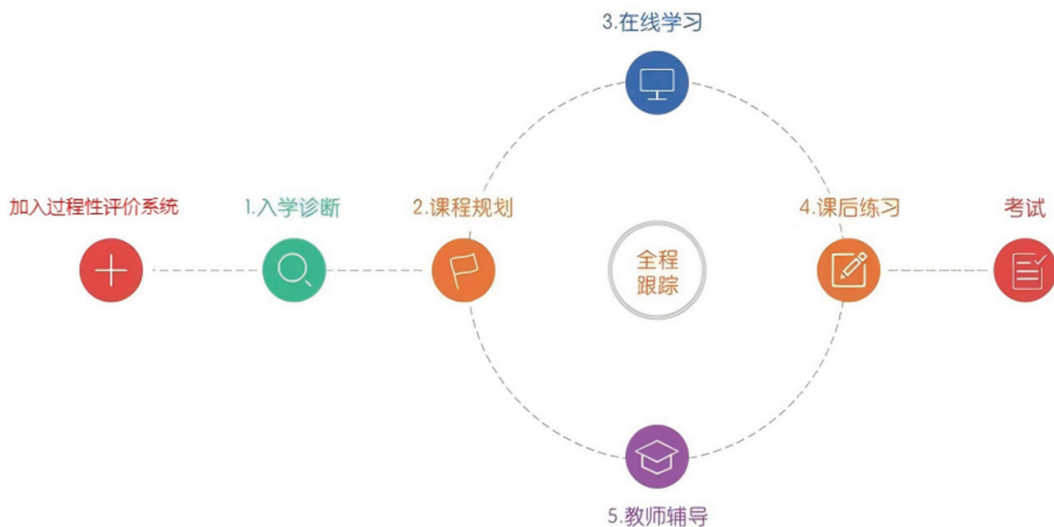 3.在线学习
加入过程性评价系统
1.入学诊断
2.课程规划
4.课后练习
考试
全程
跟踪
5.教师辅导